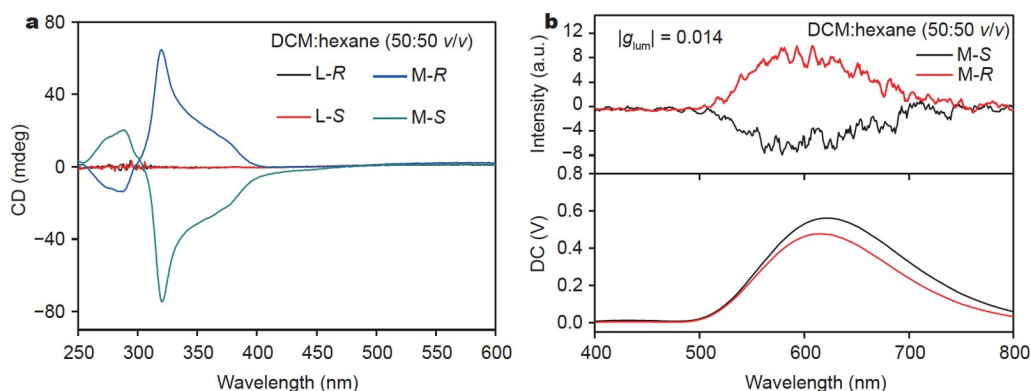 a
DCM:hexane (50:50 v/v)
L-R
M-R
L-S
M-S
CD (mdeg)
80
40
0
−40
−80
250
300
350
400
450
500
550
600
Wavelength (nm)
b
|glum| = 0.014
DCM:hexane (50:50 v/v)
M-S
M-R
Intensity (a.u.)
12
8
4
0
−4
−8
0.8
DC (V)
0.6
0.4
0.2
0.0
400
500
600
700
800
Wavelength (nm)